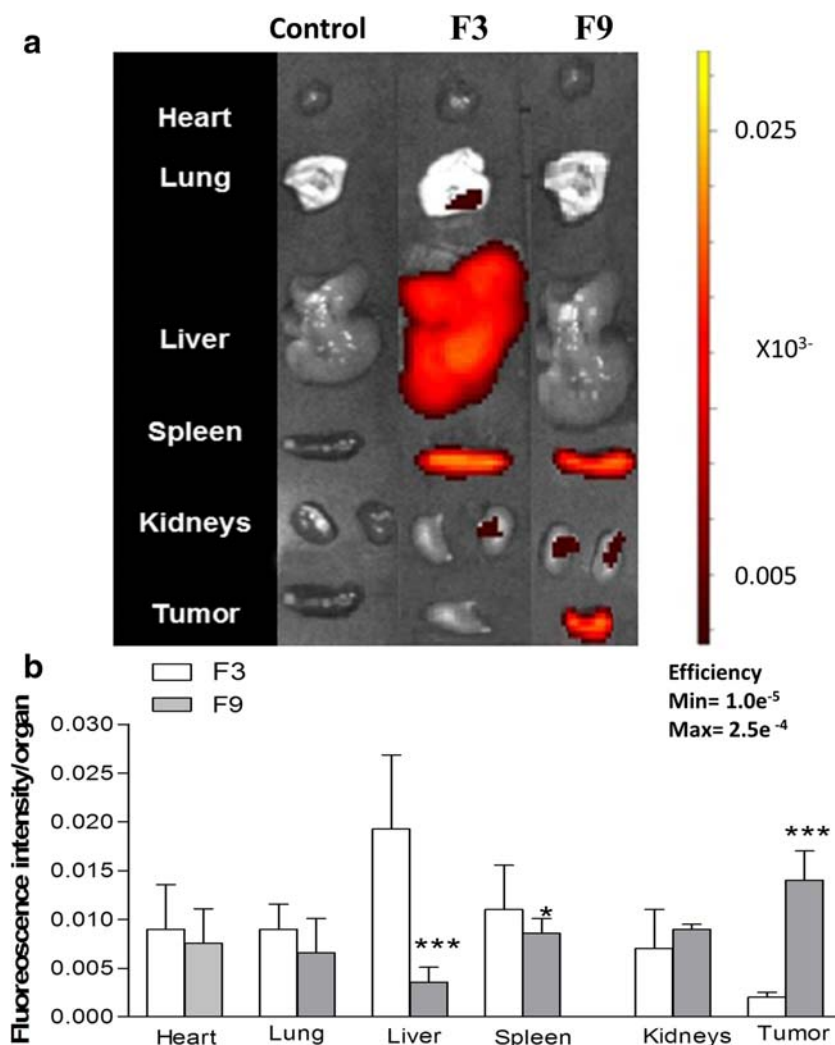 a
Control F3 F9
Heart
Lung
Liver
Spleen
Kidneys
Tumor
0.025
X10³⁻
0.005
Efficiency
Min= 1.0e⁻⁵
Max= 2.5e ⁻⁴
b
F3
F9
Fluoreoscence intensity/organ
0.030
0.025
0.020
0.015
0.010
0.005
0.000
***
*
***
Heart Lung Liver Spleen Kidneys Tumor